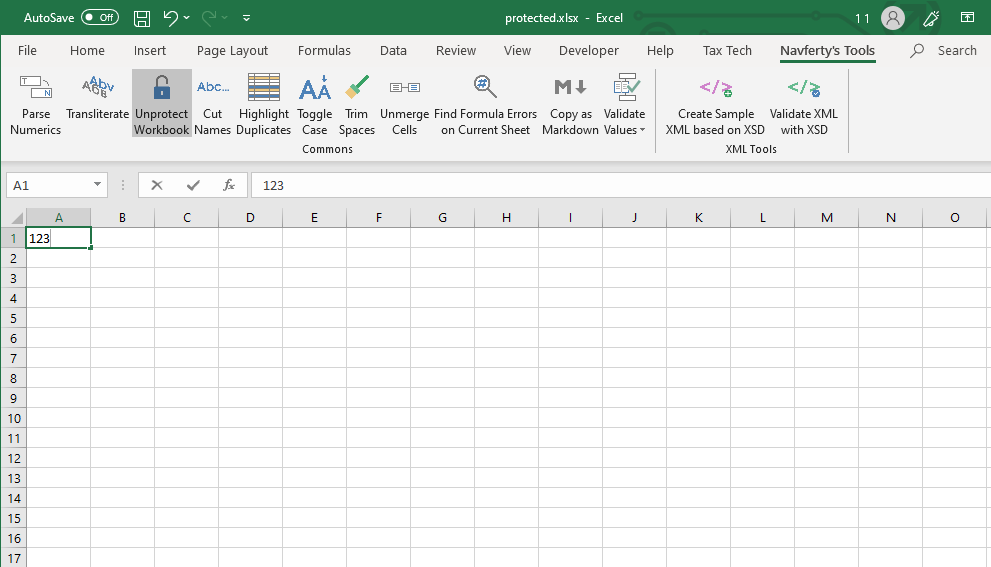 AutoSave Off protected.xlsx - Excel 1 1
File Home Insert Page Layout Formulas Data Review View Developer Help Tax Tech Navferty's Tools Search
Parse Transliterate Unprotect Cut Highlight Toggle Trim Unmerge Find Formula Errors Copy as Validate Create Sample Validate XML
Numerics Workbook Names Duplicates Case Spaces Cells on Current Sheet Markdown Values XML based on XSD with XSD
Commons XML Tools
A1 fx 123
A B C D E F G H I J K L M N O
1 123
2
3
4
5
6
7
8
9
10
11
12
13
14
15
16
17